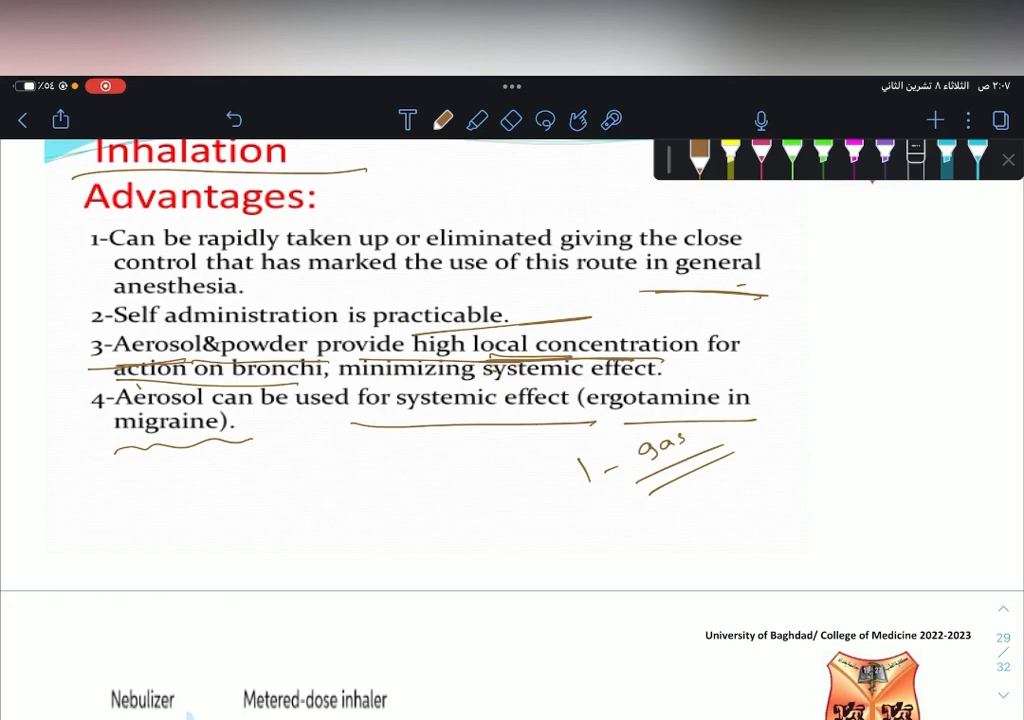 ٪٥٤
٢:٠٧ ص الثلاثاء ٨ تشرين الثاني
Inhalation
Advantages:
1-Can be rapidly taken up or eliminated giving the close
control that has marked the use of this route in general
anesthesia.
2-Self administration is practicable.
3-Aerosol&powder provide high local concentration for
action on bronchi, minimizing systemic effect.
4-Aerosol can be used for systemic effect (ergotamine in
migraine).
1- gas
University of Baghdad/ College of Medicine 2022-2023
29
/
32
Nebulizer Metered-dose inhaler